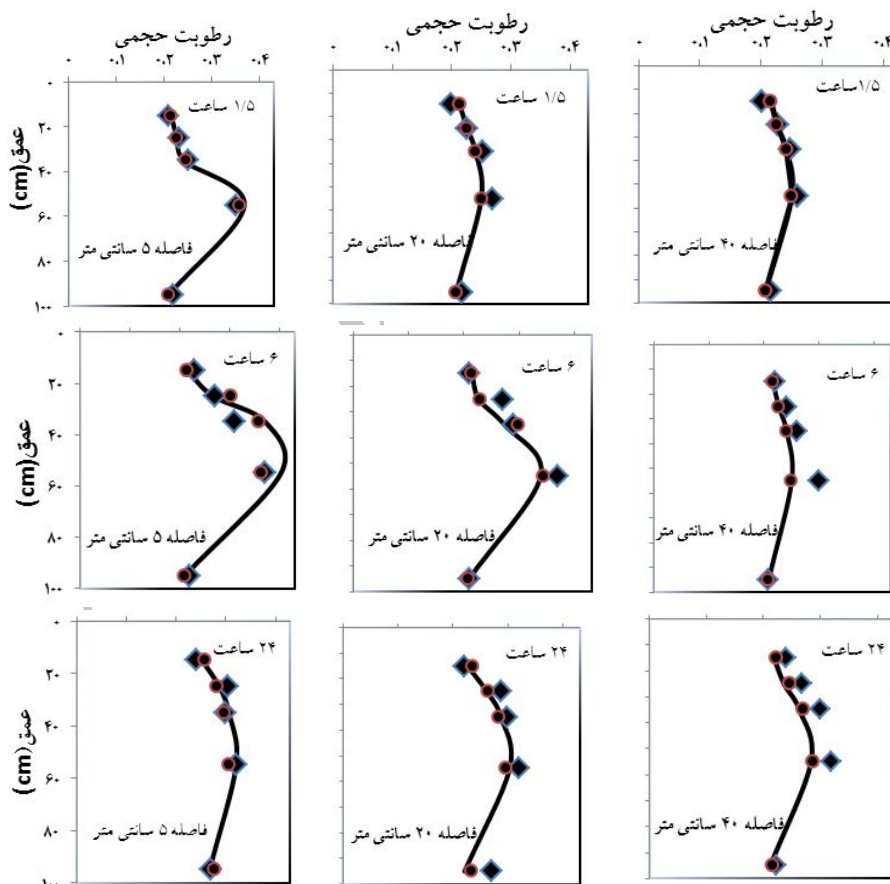 رطوبت حجمی
رطوبت حجمی
رطوبت حجمی
۰ ۰.۱ ۰.۲ ۰.۳ ۰.۴
۰ ۰.۱ ۰.۲ ۰.۳ ۰.۴
۰ ۰.۱ ۰.۲ ۰.۳ ۰.۴
عمق(cm)
۰
۲۰
۴۰
۶۰
۸۰
۱۰۰
۱/۵ ساعت
فاصله ۵ سانتی متر
۱/۵ ساعت
فاصله ۲۰ سانتی متر
۱/۵ساعت
فاصله ۴۰ سانتی متر
عمق(cm)
۰
۲۰
۴۰
۶۰
۸۰
۱۰۰
۶ ساعت
فاصله ۵ سانتی متر
۶ ساعت
فاصله ۲۰ سانتی متر
۶ ساعت
فاصله ۴۰ سانتی متر
عمق(cm)
۰
۲۰
۴۰
۶۰
۸۰
۱۰۰
۲۴ ساعت
فاصله ۵ سانتی متر
۲۴ ساعت
فاصله ۲۰ سانتی متر
۲۴ ساعت
فاصله ۴۰ سانتی متر